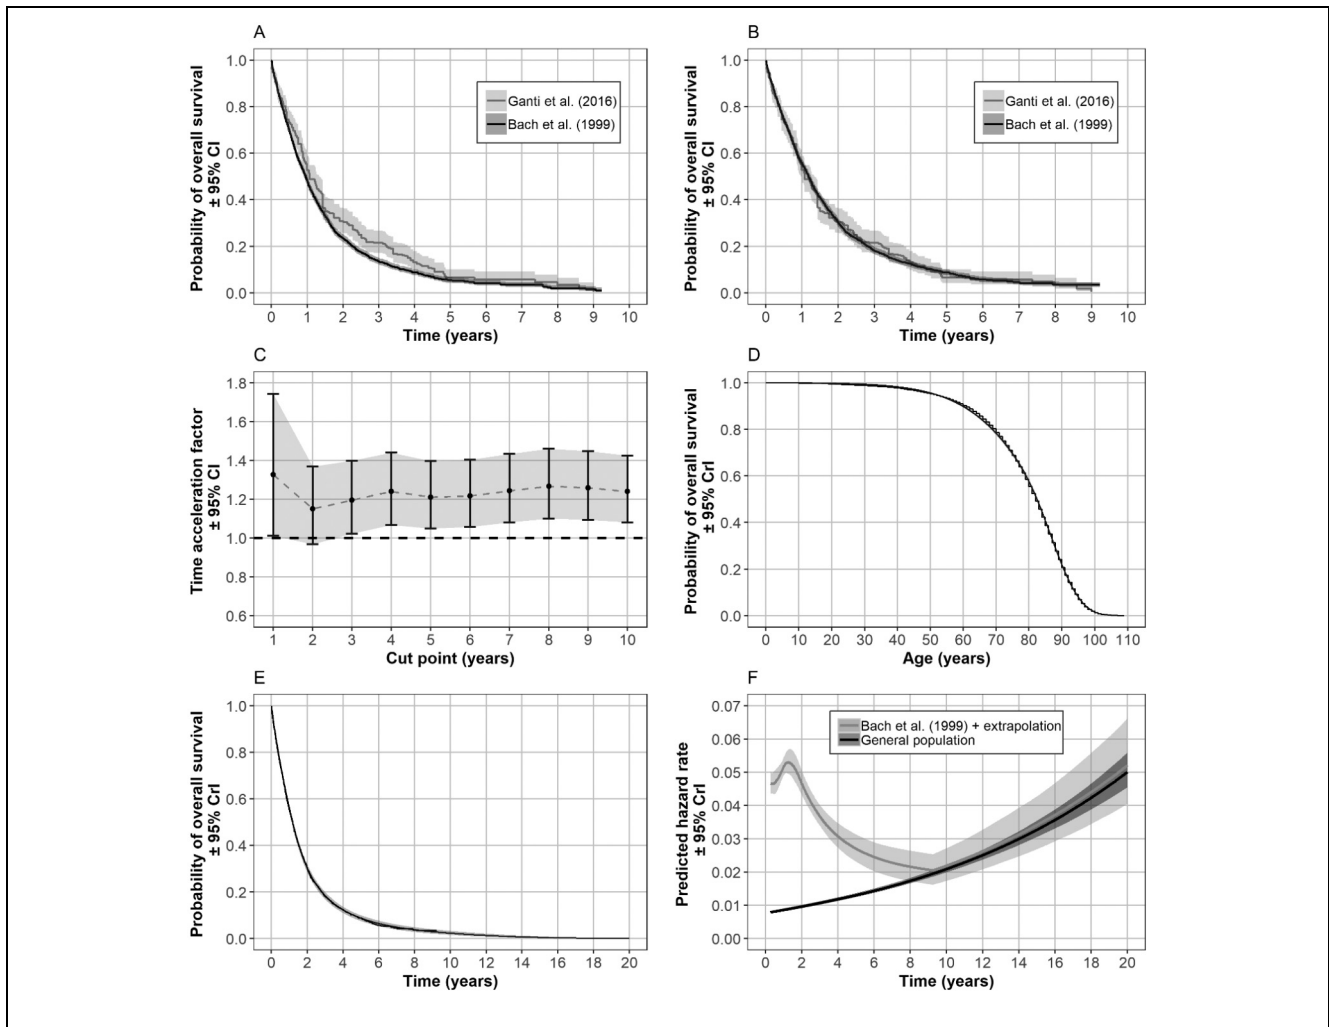 A
Probability of overall survival
± 95% CI
1.0
0.8
0.6
0.4
0.2
0.0
Ganti et al. (2016)
Bach et al. (1999)
0 1 2 3 4 5 6 7 8 9 10
Time (years)
B
Probability of overall survival
± 95% CI
1.0
0.8
0.6
0.4
0.2
0.0
Ganti et al. (2016)
Bach et al. (1999)
0 1 2 3 4 5 6 7 8 9 10
Time (years)
C
Time acceleration factor
± 95% CI
1.8
1.6
1.4
1.2
1.0
0.8
0.6
1 2 3 4 5 6 7 8 9 10
Cut point (years)
D
Probability of overall survival
± 95% CrI
1.0
0.8
0.6
0.4
0.2
0.0
0 10 20 30 40 50 60 70 80 90 100 110
Age (years)
E
Probability of overall survival
± 95% CrI
1.0
0.8
0.6
0.4
0.2
0.0
0 2 4 6 8 10 12 14 16 18 20
Time (years)
F
Predicted hazard rate
± 95% CrI
0.07
0.06
0.05
0.04
0.03
0.02
0.01
0.00
Bach et al. (1999) + extrapolation
General population
0 2 4 6 8 10 12 14 16 18 20
Time (years)